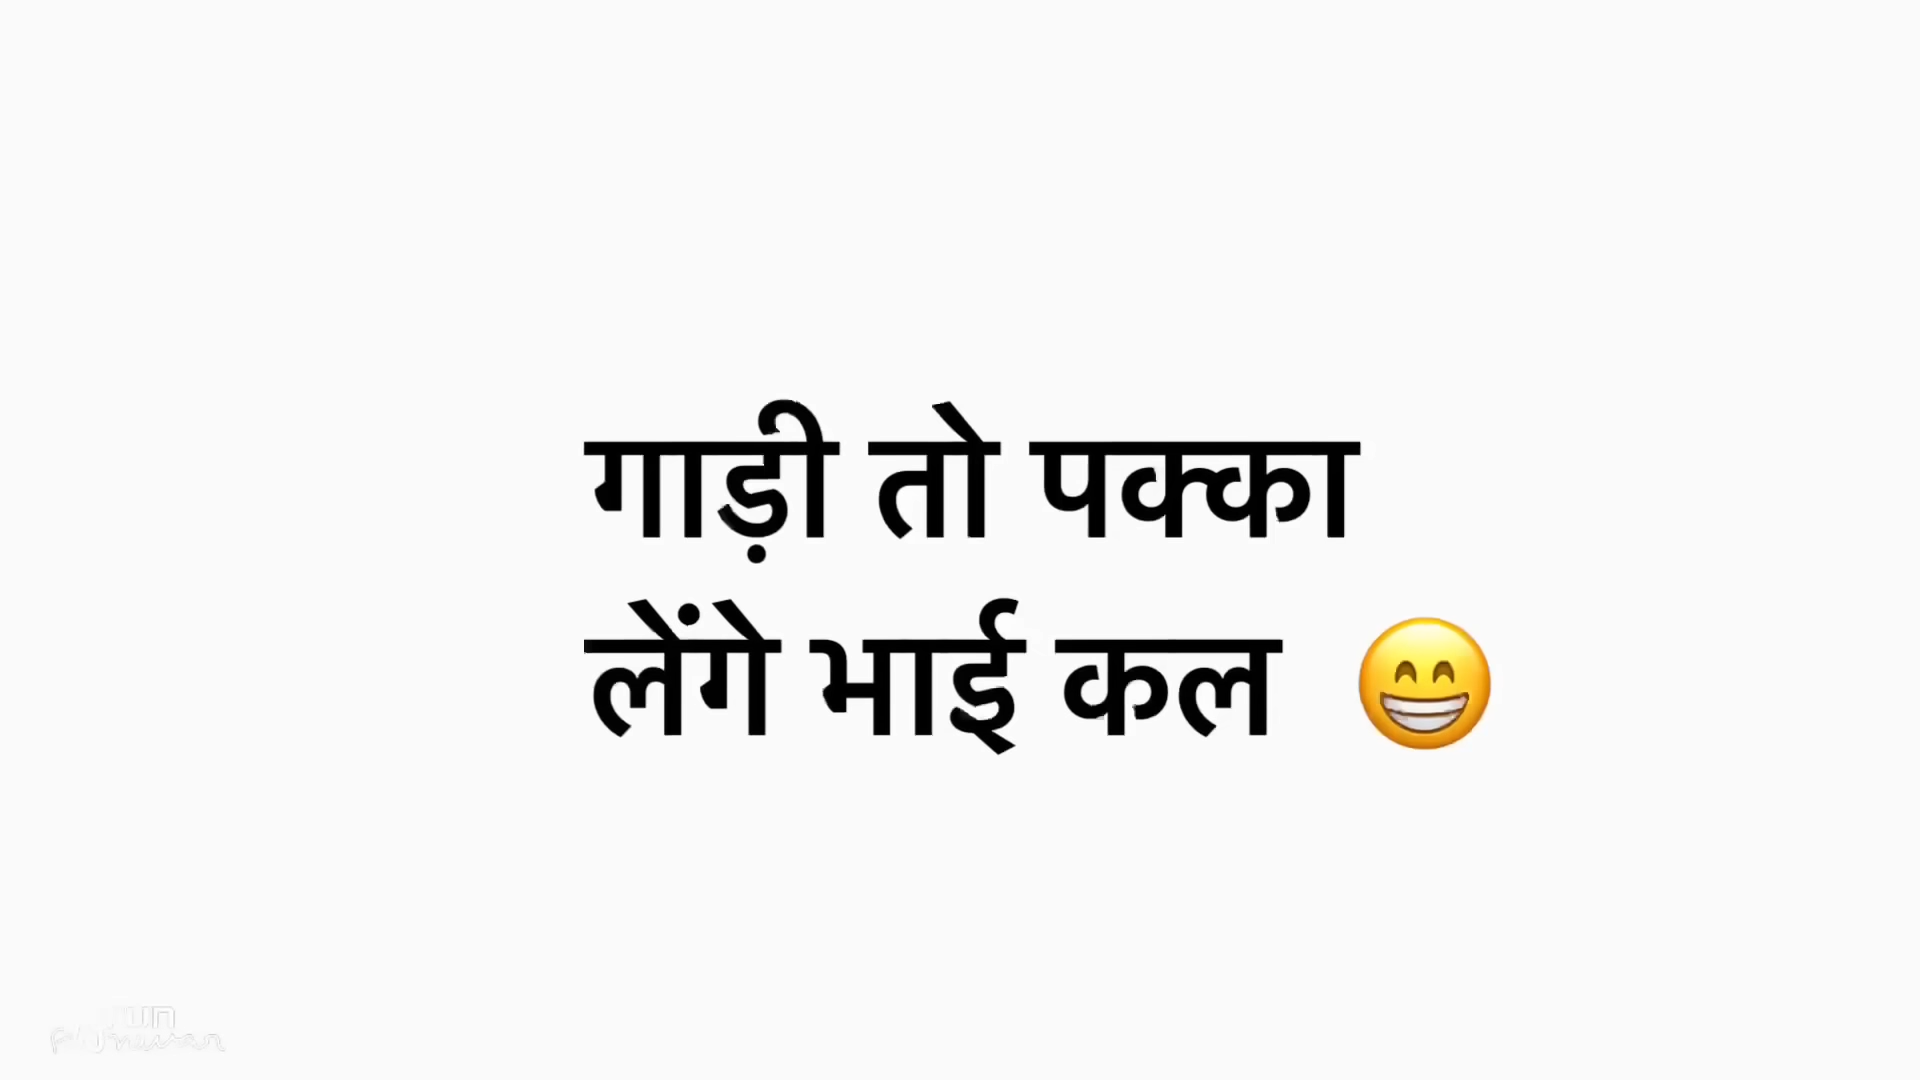 गाड़ी तो पक्का
लेंगे भाई कल 😁